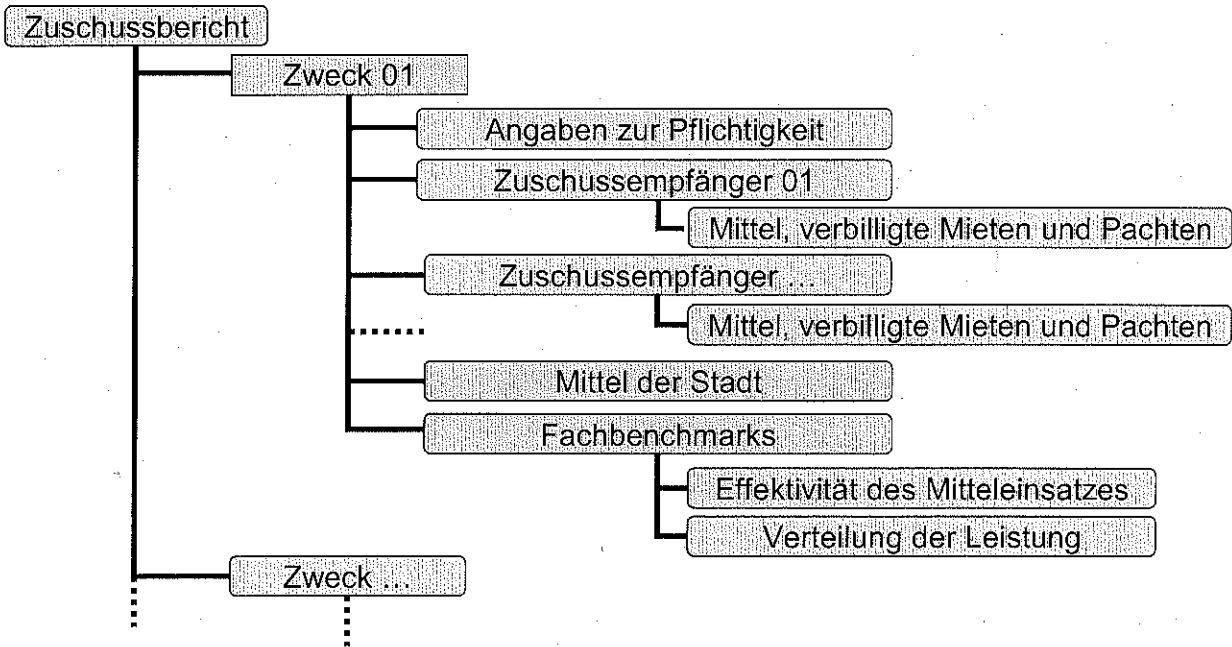 Zuschussbericht
Zweck 01
Angaben zur Pflichtigkeit
Zuschussempfänger 01
Mittel, verbilligte Mieten und Pachten
Zuschussempfänger ...
Mittel, verbilligte Mieten und Pachten
Mittel der Stadt
Fachbenchmarks
Effektivität des Mitteleinsatzes
Verteilung der Leistung
Zweck ...